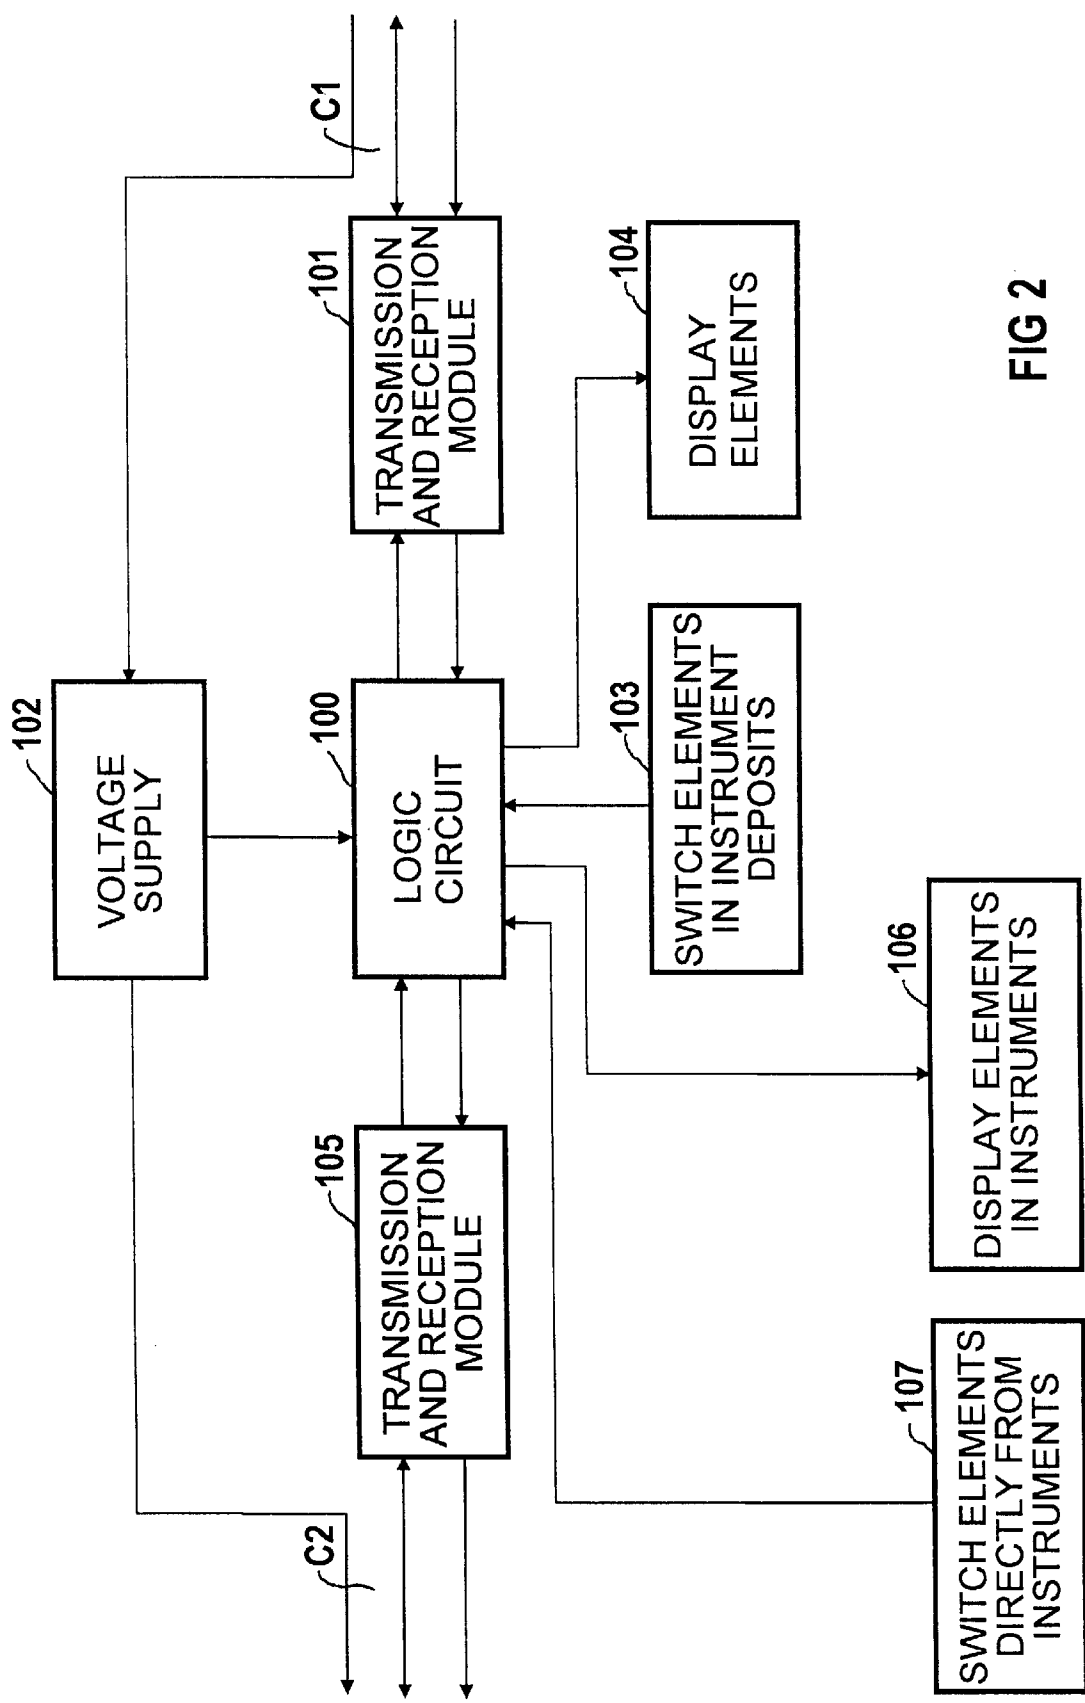 102
VOLTAGE
SUPPLY
C2
105
TRANSMISSION
AND RECEPTION
MODULE
100
LOGIC
CIRCUIT
101
TRANSMISSION
AND RECEPTION
MODULE
C1
103
SWITCH ELEMENTS
IN INSTRUMENT
DEPOSITS
104
DISPLAY
ELEMENTS
107
SWITCH ELEMENTS
DIRECTLY FROM
INSTRUMENTS
106
DISPLAY ELEMENTS
IN INSTRUMENTS
FIG 2